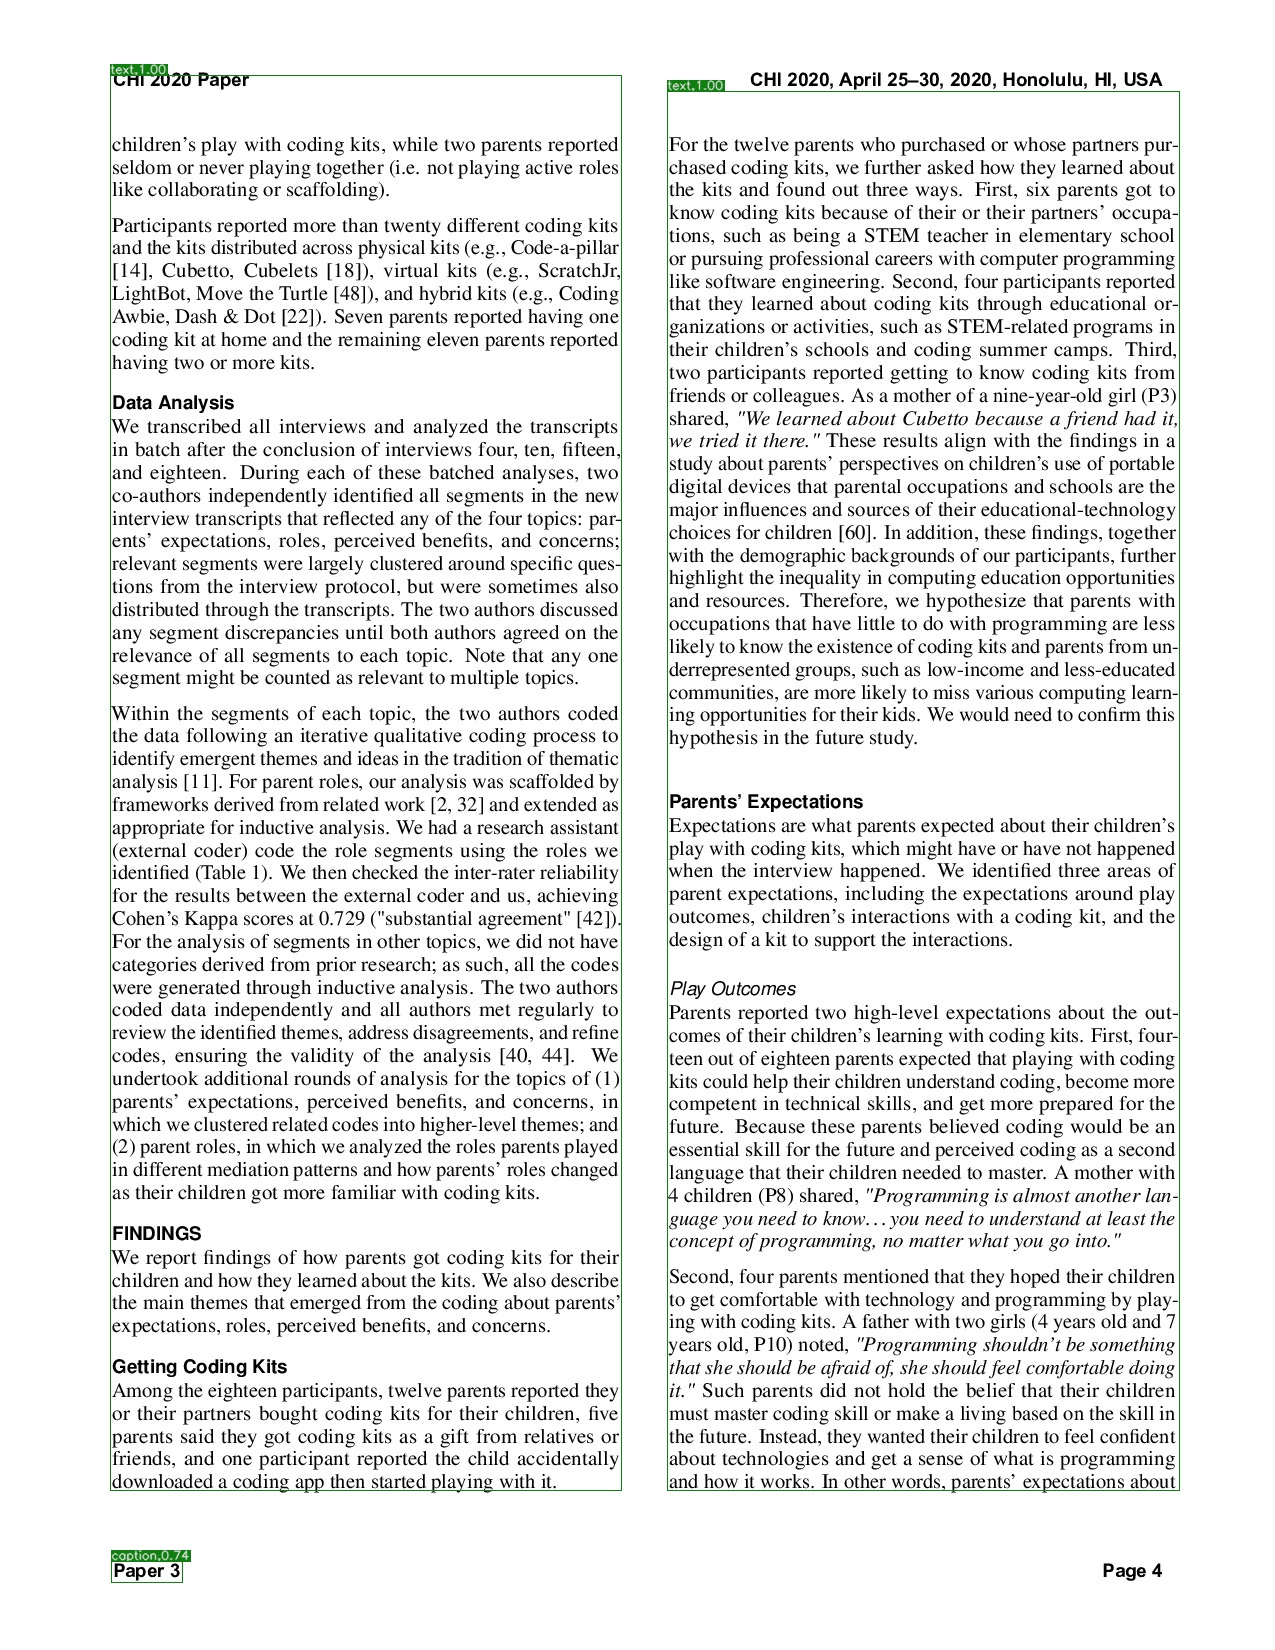 text,1.00
CHI 2020 Paper
text,1.00
CHI 2020, April 25–30, 2020, Honolulu, HI, USA
children's play with coding kits, while two parents reported
seldom or never playing together (i.e. not playing active roles
like collaborating or scaffolding).
Participants reported more than twenty different coding kits
and the kits distributed across physical kits (e.g., Code-a-pillar
[14], Cubetto, Cubelets [18]), virtual kits (e.g., ScratchJr,
LightBot, Move the Turtle [48]), and hybrid kits (e.g., Coding
Awbie, Dash & Dot [22]). Seven parents reported having one
coding kit at home and the remaining eleven parents reported
having two or more kits.
Data Analysis
We transcribed all interviews and analyzed the transcripts
in batch after the conclusion of interviews four, ten, fifteen,
and eighteen. During each of these batched analyses, two
co-authors independently identified all segments in the new
interview transcripts that reflected any of the four topics: par-
ents' expectations, roles, perceived benefits, and concerns;
relevant segments were largely clustered around specific ques-
tions from the interview protocol, but were sometimes also
distributed through the transcripts. The two authors discussed
any segment discrepancies until both authors agreed on the
relevance of all segments to each topic. Note that any one
segment might be counted as relevant to multiple topics.
Within the segments of each topic, the two authors coded
the data following an iterative qualitative coding process to
identify emergent themes and ideas in the tradition of thematic
analysis [11]. For parent roles, our analysis was scaffolded by
frameworks derived from related work [2, 32] and extended as
appropriate for inductive analysis. We had a research assistant
(external coder) code the role segments using the roles we
identified (Table 1). We then checked the inter-rater reliability
for the results between the external coder and us, achieving
Cohen's Kappa scores at 0.729 ("substantial agreement" [42]).
For the analysis of segments in other topics, we did not have
categories derived from prior research; as such, all the codes
were generated through inductive analysis. The two authors
coded data independently and all authors met regularly to
review the identified themes, address disagreements, and refine
codes, ensuring the validity of the analysis [40, 44]. We
undertook additional rounds of analysis for the topics of (1)
parents' expectations, perceived benefits, and concerns, in
which we clustered related codes into higher-level themes; and
(2) parent roles, in which we analyzed the roles parents played
in different mediation patterns and how parents' roles changed
as their children got more familiar with coding kits.
FINDINGS
We report findings of how parents got coding kits for their
children and how they learned about the kits. We also describe
the main themes that emerged from the coding about parents'
expectations, roles, perceived benefits, and concerns.
Getting Coding Kits
Among the eighteen participants, twelve parents reported they
or their partners bought coding kits for their children, five
parents said they got coding kits as a gift from relatives or
friends, and one participant reported the child accidentally
downloaded a coding app then started playing with it.
For the twelve parents who purchased or whose partners pur-
chased coding kits, we further asked how they learned about
the kits and found out three ways. First, six parents got to
know coding kits because of their or their partners' occupa-
tions, such as being a STEM teacher in elementary school
or pursuing professional careers with computer programming
like software engineering. Second, four participants reported
that they learned about coding kits through educational or-
ganizations or activities, such as STEM-related programs in
their children's schools and coding summer camps. Third,
two participants reported getting to know coding kits from
friends or colleagues. As a mother of a nine-year-old girl (P3)
shared, "We learned about Cubetto because a friend had it,
we tried it there." These results align with the findings in a
study about parents' perspectives on children's use of portable
digital devices that parental occupations and schools are the
major influences and sources of their educational-technology
choices for children [60]. In addition, these findings, together
with the demographic backgrounds of our participants, further
highlight the inequality in computing education opportunities
and resources. Therefore, we hypothesize that parents with
occupations that have little to do with programming are less
likely to know the existence of coding kits and parents from un-
derrepresented groups, such as low-income and less-educated
communities, are more likely to miss various computing learn-
ing opportunities for their kids. We would need to confirm this
hypothesis in the future study.
Parents' Expectations
Expectations are what parents expected about their children's
play with coding kits, which might have or have not happened
when the interview happened. We identified three areas of
parent expectations, including the expectations around play
outcomes, children's interactions with a coding kit, and the
design of a kit to support the interactions.
Play Outcomes
Parents reported two high-level expectations about the out-
comes of their children's learning with coding kits. First, four-
teen out of eighteen parents expected that playing with coding
kits could help their children understand coding, become more
competent in technical skills, and get more prepared for the
future. Because these parents believed coding would be an
essential skill for the future and perceived coding as a second
language that their children needed to master. A mother with
4 children (P8) shared, "Programming is almost another lan-
guage you need to know. . . you need to understand at least the
concept of programming, no matter what you go into."
Second, four parents mentioned that they hoped their children
to get comfortable with technology and programming by play-
ing with coding kits. A father with two girls (4 years old and 7
years old, P10) noted, "Programming shouldn't be something
that she should be afraid of, she should feel comfortable doing
it." Such parents did not hold the belief that their children
must master coding skill or make a living based on the skill in
the future. Instead, they wanted their children to feel confident
about technologies and get a sense of what is programming
and how it works. In other words, parents' expectations about
caption,0.74
Paper 3
Page 4